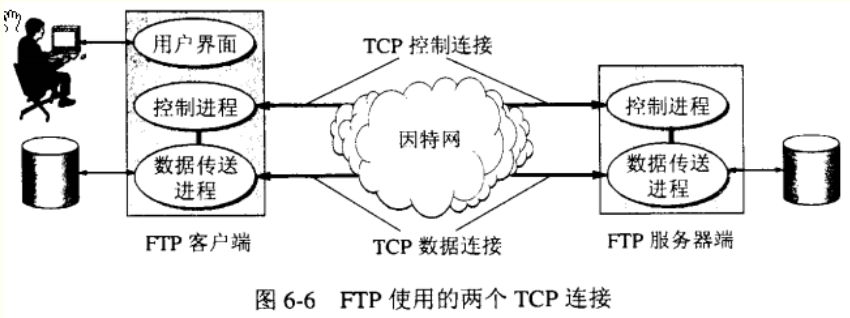 用户界面
TCP 控制连接
控制进程
因特网
控制进程
数据传送
进程
数据传送
进程
FTP 客户端
TCP 数据连接
FTP 服务器端
图 6-6 FTP 使用的两个 TCP 连接